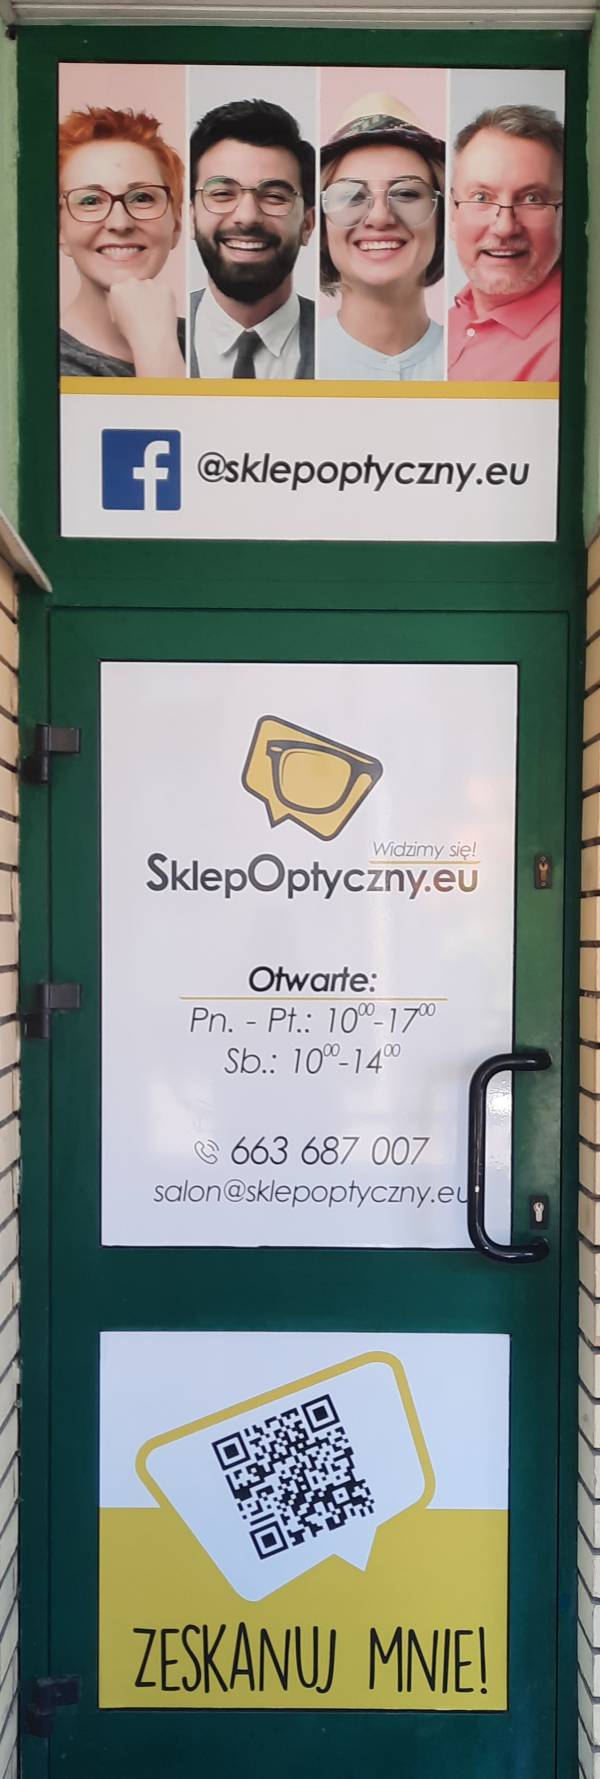 @sklepoptyczny.eu
Widzimy się!
SklepOptyczny.eu
Otwarte:
Pn. - Pt.: 10⁰⁰-17⁰⁰
Sb.: 10⁰⁰-14⁰⁰
663 687 007
salon@sklepoptyczny.eu
ZESKANUJ MNIE!